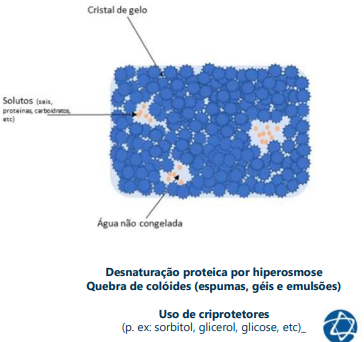 Cristal de gelo
Solutos (sais,
proteínas, carboidratos,
etc)
Água não congelada
Desnaturação proteica por hiperosmose
Quebra de colóides (espumas, géis e emulsões)
Uso de criprotetores
(p. ex: sorbitol, glicerol, glicose, etc)_